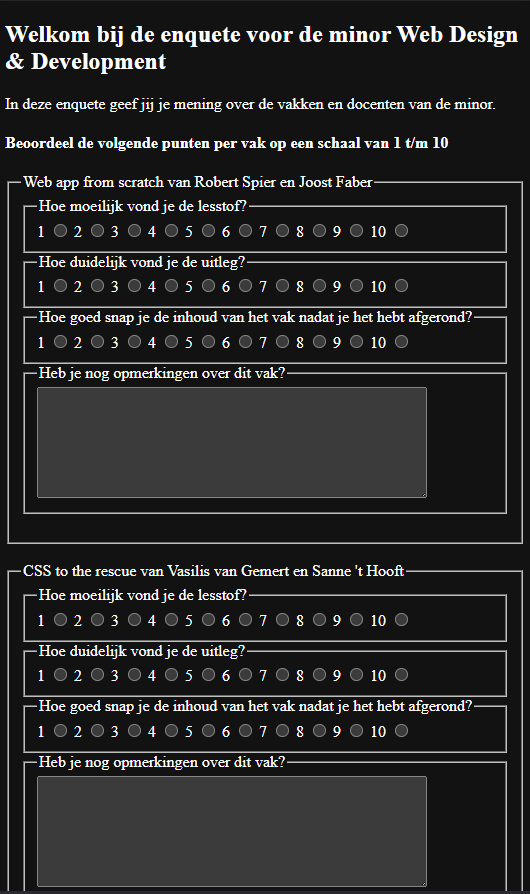 Welkom bij de enquete voor de minor Web Design
& Development
In deze enquete geef jij je mening over de vakken en docenten van de minor.
Beoordeel de volgende punten per vak op een schaal van 1 t/m 10
Web app from scratch van Robert Spier en Joost Faber
Hoe moeilijk vond je de lesstof?
1 2 3 4 5 6 7 8 9 10
Hoe duidelijk vond je de uitleg?
1 2 3 4 5 6 7 8 9 10
Hoe goed snap je de inhoud van het vak nadat je het hebt afgerond?
1 2 3 4 5 6 7 8 9 10
Heb je nog opmerkingen over dit vak?
CSS to the rescue van Vasilis van Gemert en Sanne 't Hooft
Hoe moeilijk vond je de lesstof?
1 2 3 4 5 6 7 8 9 10
Hoe duidelijk vond je de uitleg?
1 2 3 4 5 6 7 8 9 10
Hoe goed snap je de inhoud van het vak nadat je het hebt afgerond?
1 2 3 4 5 6 7 8 9 10
Heb je nog opmerkingen over dit vak?